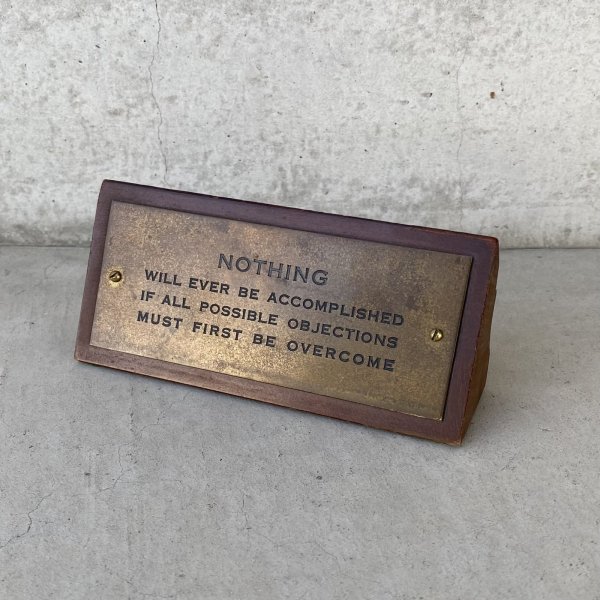 NOTHING
WILL EVER BE ACCOMPLISHED
IF ALL POSSIBLE OBJECTIONS
MUST FIRST BE OVERCOME